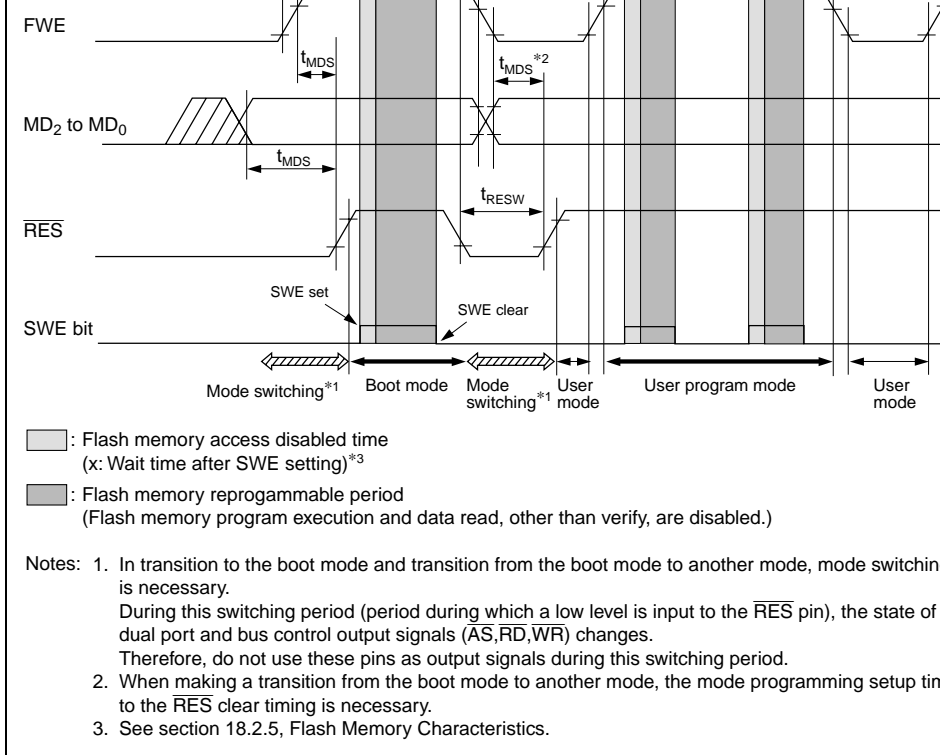 FWE
tMDS
tMDS*2
MD2 to MD0
tMDS
tRESW
RES
SWE set
SWE clear
SWE bit
Mode switching*1
Boot mode
Mode switching*1
User mode
User program mode
User mode
: Flash memory access disabled time
(x: Wait time after SWE setting)*3
: Flash memory reprogammable period
(Flash memory program execution and data read, other than verify, are disabled.)
Notes: 1. In transition to the boot mode and transition from the boot mode to another mode, mode switchin
is necessary.
During this switching period (period during which a low level is input to the RES pin), the state of
dual port and bus control output signals (AS,RD,WR) changes.
Therefore, do not use these pins as output signals during this switching period.
2. When making a transition from the boot mode to another mode, the mode programming setup tim
to the RES clear timing is necessary.
3. See section 18.2.5, Flash Memory Characteristics.